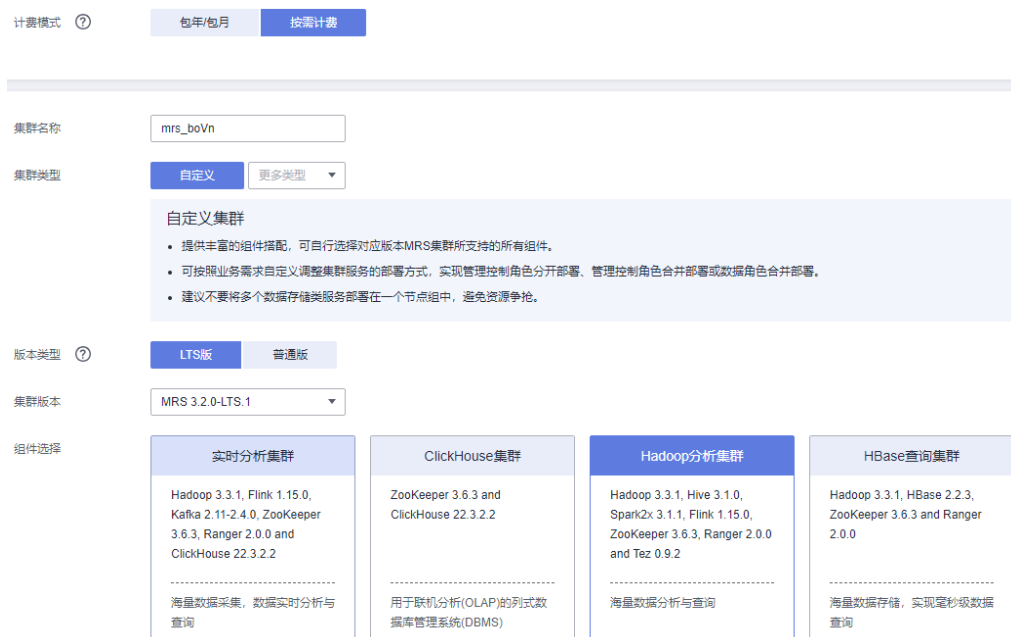 计费模式 ? 包年/包月 按需计费
集群名称 mrs_boVn
集群类型 自定义 更多类型
自定义集群
• 提供丰富的组件搭配，可自行选择对应版本MRS集群所支持的所有组件。
• 可按照业务需求自定义调整集群服务的部署方式，实现管理控制角色分开部署、管理控制角色合并部署或数据角色合并部署。
• 建议不要将多个数据存储类服务部署在一个节点组中，避免资源争抢。
版本类型 ? LTS版 普通版
集群版本 MRS 3.2.0-LTS.1
组件选择
实时分析集群
Hadoop 3.3.1, Flink 1.15.0,
Kafka 2.11-2.4.0, ZooKeeper
3.6.3, Ranger 2.0.0 and
ClickHouse 22.3.2.2
海量数据采集，数据实时分析与
查询
ClickHouse集群
ZooKeeper 3.6.3 and
ClickHouse 22.3.2.2
用于联机分析(OLAP)的列式数
据库管理系统(DBMS)
Hadoop分析集群
Hadoop 3.3.1, Hive 3.1.0,
Spark2x 3.1.1, Flink 1.15.0,
ZooKeeper 3.6.3, Ranger 2.0.0
and Tez 0.9.2
海量数据分析与查询
HBase查询集群
Hadoop 3.3.1, HBase 2.2.3,
ZooKeeper 3.6.3 and Ranger
2.0.0
海量数据存储，实现毫秒级数据
查询